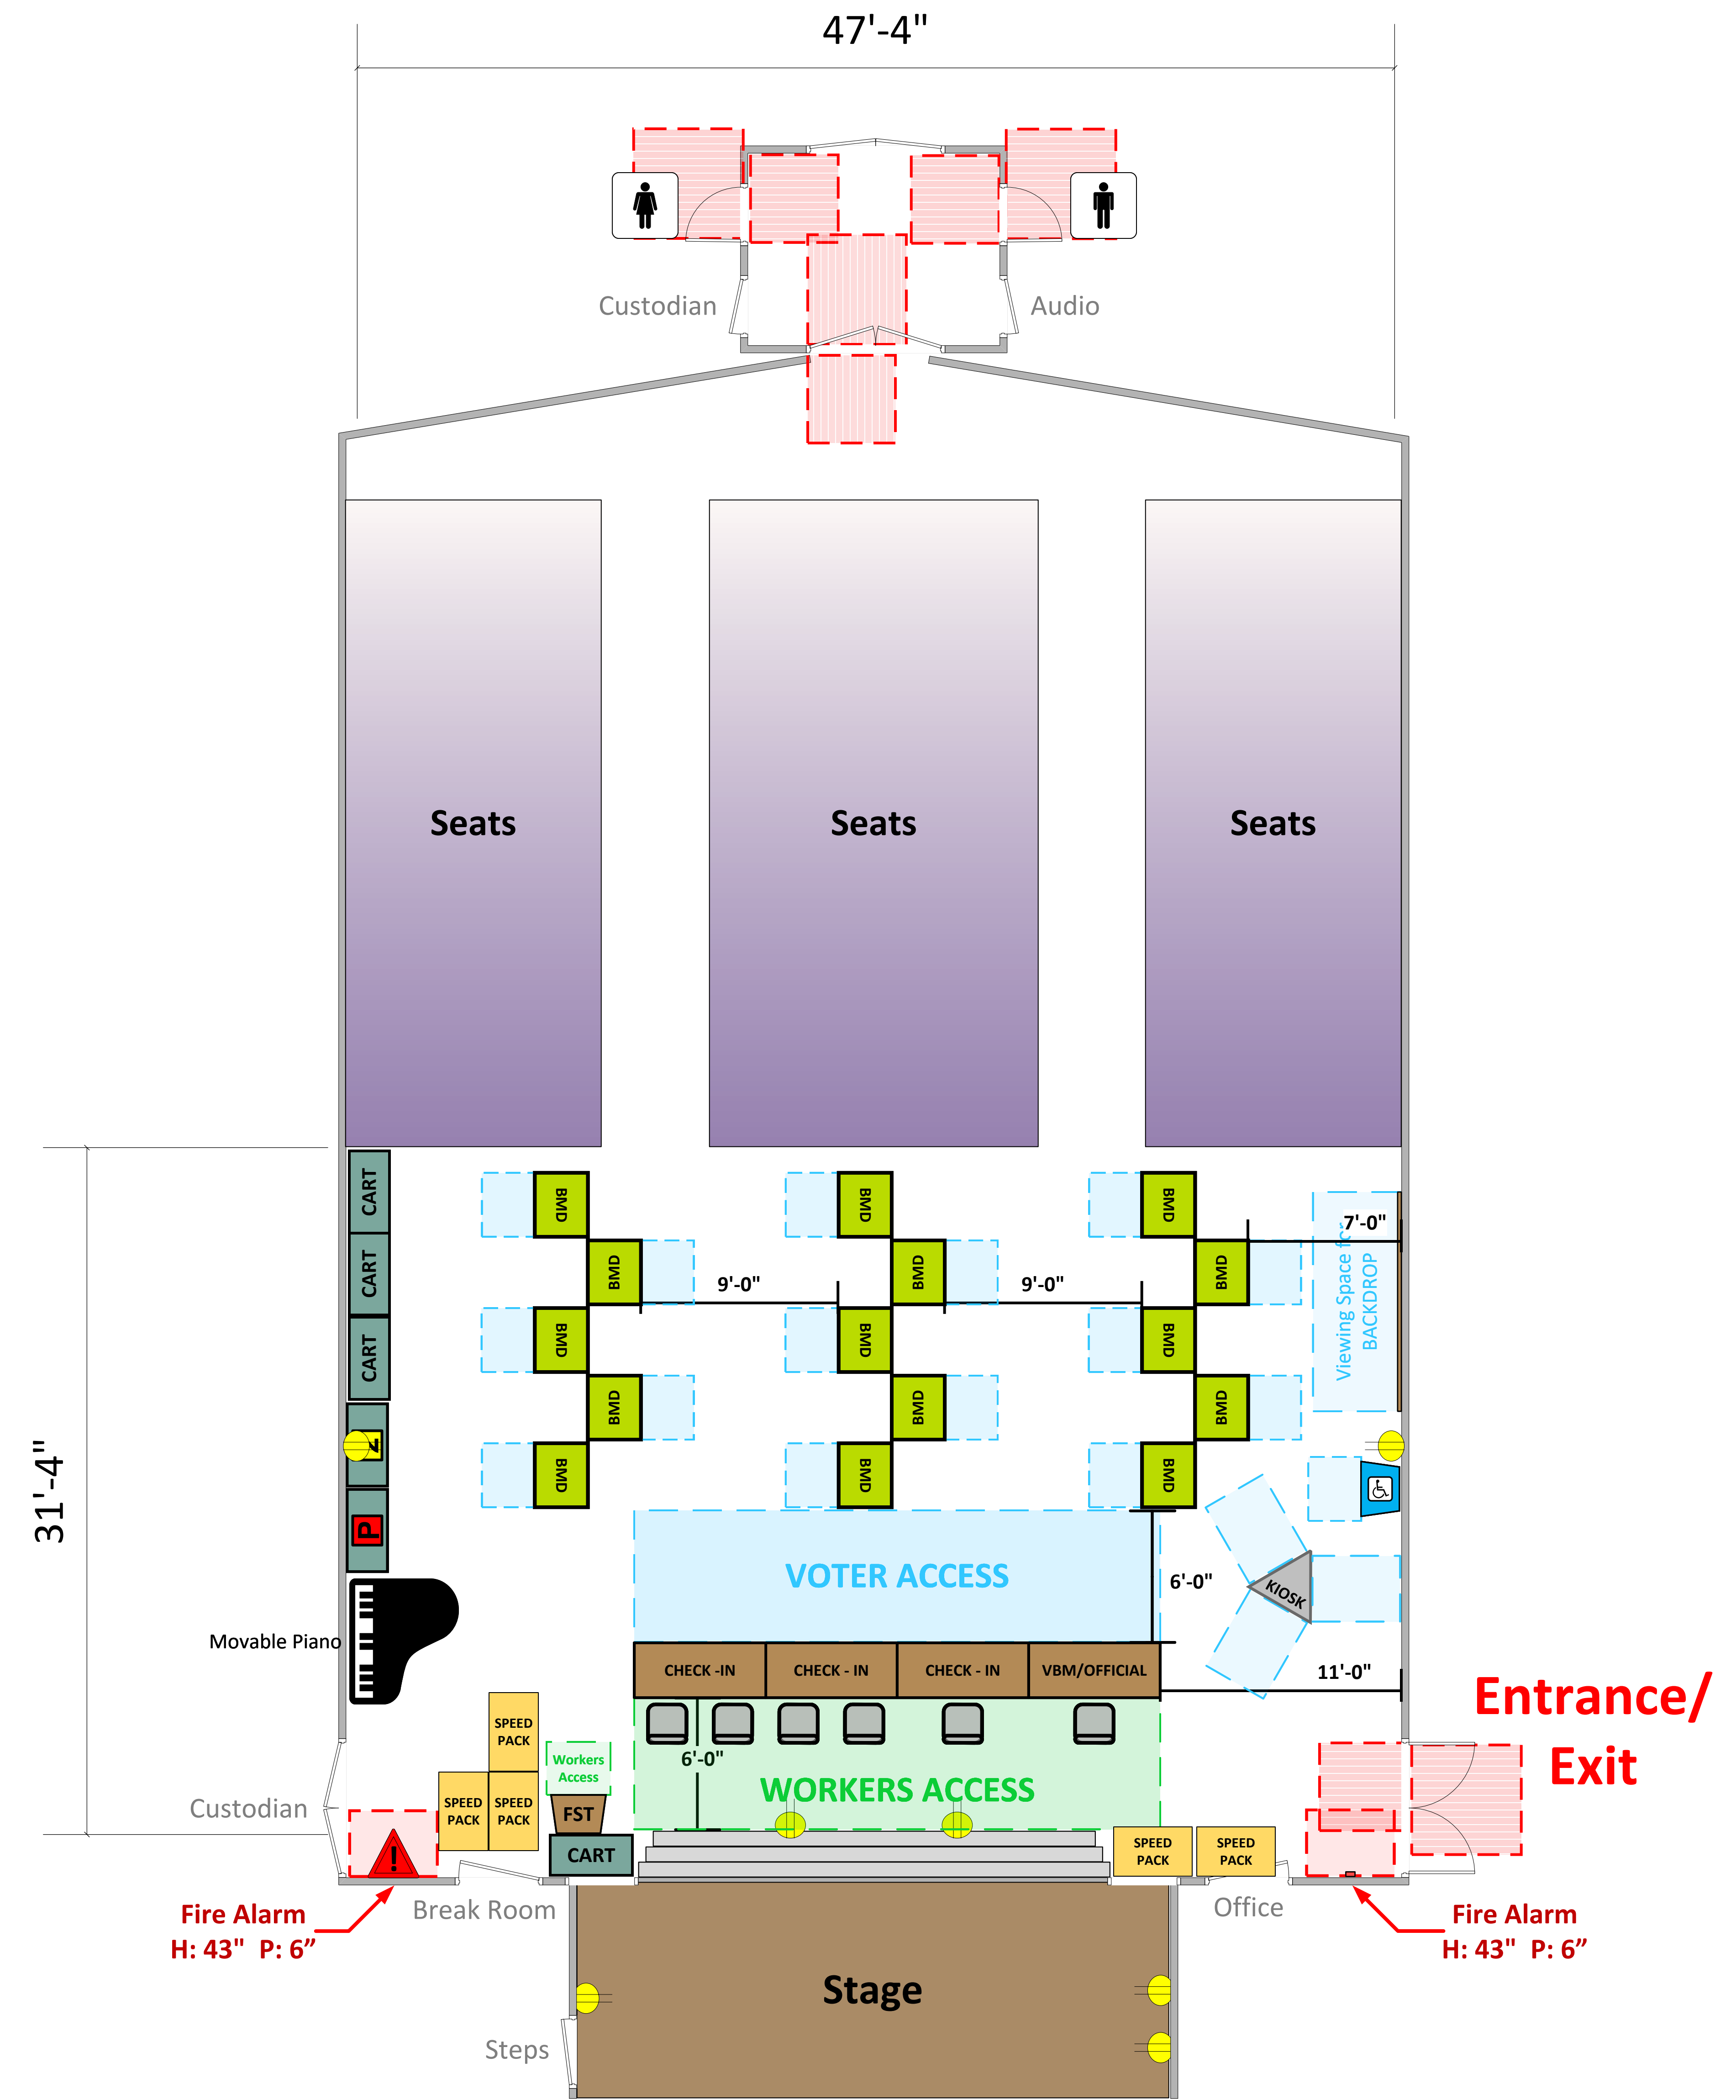 47'-4"
Custodian
Audio
Seats
Seats
Seats
CART
CART
CART
BMD
BMD
BMD
7'-0"
BMD
BMD
BMD
9'-0"
9'-0"
Viewing Space for
BACKDROP
BMD
BMD
BMD
BMD
BMD
BMD
BMD
BMD
BMD
31'-4"
Z
P
VOTER ACCESS
6'-0"
KIOSK
Movable Piano
CHECK -IN
CHECK - IN
CHECK - IN
VBM/OFFICIAL
11'-0"
Entrance/
Exit
SPEED
PACK
6'-0"
Workers
Access
WORKERS ACCESS
Custodian
SPEED
PACK
SPEED
PACK
FST
!
CART
SPEED
PACK
SPEED
PACK
Fire Alarm
H: 43" P: 6”
Break Room
Office
Fire Alarm
H: 43" P: 6”
Stage
Steps